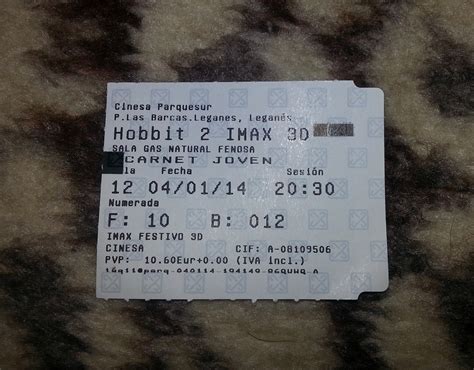 Cinesa Parquesur
P.Las Barcas.Leganes, Leganés
Hobbit 2 IMAX 3D
SALA GAS NATURAL FENOSA
CARNET JOVEN
la Fecha Sesión
12 04/01/14 20:30
Numerada
F: 10 B: 012
IMAX FESTIVO 3D
CINESA CIF: A-08109506
PVP: 10.60Eur+0.00 (IVA incl.)